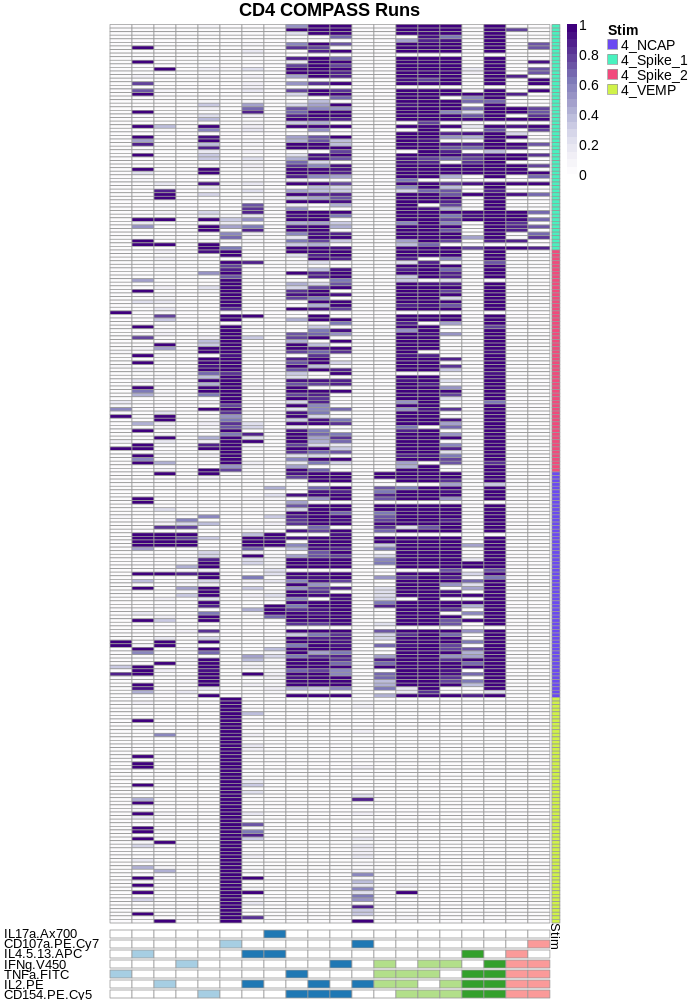 CD4 COMPASS Runs
1
0.8
0.6
0.4
0.2
0
Stim
4_NCAP
4_Spike_1
4_Spike_2
4_VEMP
Stim
IL17a.Ax700
CD107a.PE.Cy7
IL4.5.13.APC
IFNg.V450
TNFa.FITC
IL2.PE
CD154.PE.Cy5